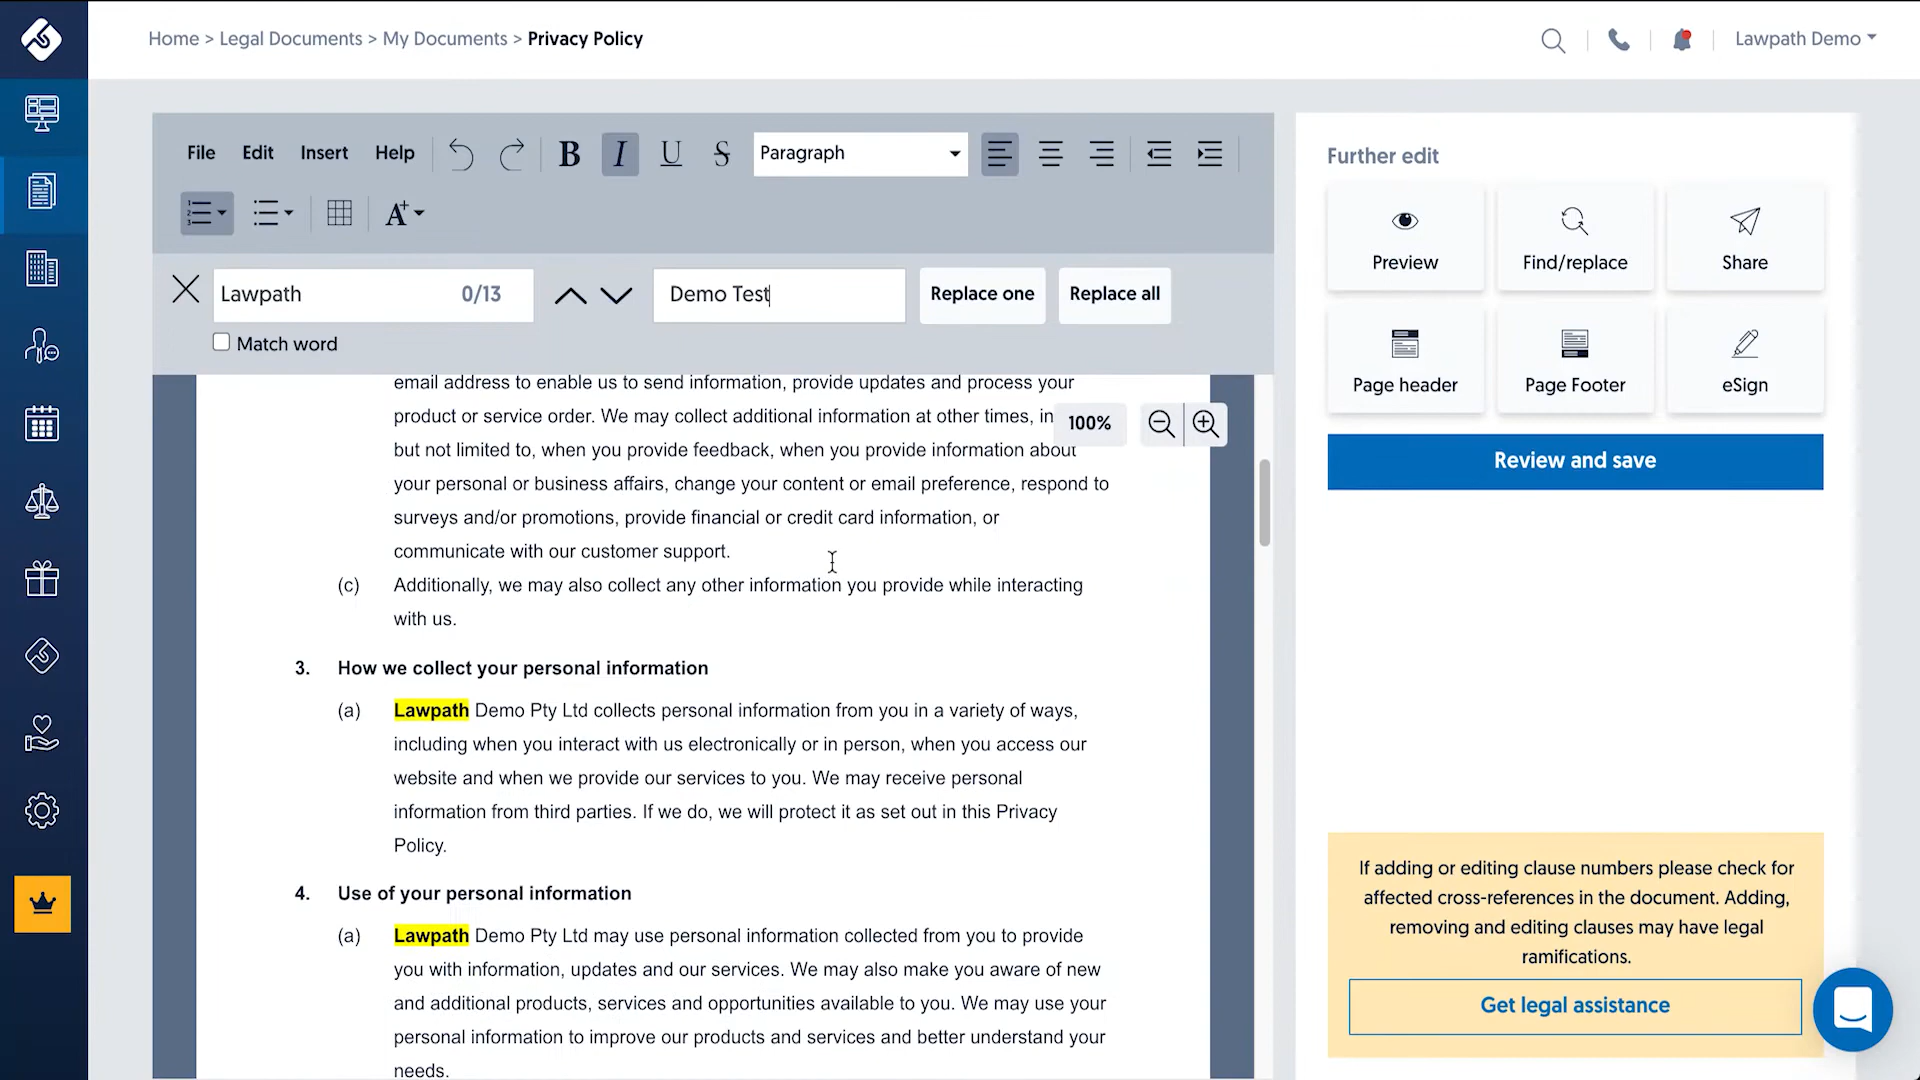 Home > Legal Documents > My Documents > Privacy Policy
Lawpath Demo
File Edit Insert Help
B I U S Paragraph
A+
Lawpath 0/13 Demo Test Replace one Replace all
Match word
100%
email address to enable us to send information, provide updates and process your
product or service order. We may collect additional information at other times, in
but not limited to, when you provide feedback, when you provide information about
your personal or business affairs, change your content or email preference, respond to
surveys and/or promotions, provide financial or credit card information, or
communicate with our customer support.
(c) Additionally, we may also collect any other information you provide while interacting
with us.
3. How we collect your personal information
(a) Lawpath Demo Pty Ltd collects personal information from you in a variety of ways,
including when you interact with us electronically or in person, when you access our
website and when we provide our services to you. We may receive personal
information from third parties. If we do, we will protect it as set out in this Privacy
Policy.
4. Use of your personal information
(a) Lawpath Demo Pty Ltd may use personal information collected from you to provide
you with information, updates and our services. We may also make you aware of new
and additional products, services and opportunities available to you. We may use your
personal information to improve our products and services and better understand your
needs.
Further edit
Preview Find/replace Share
Page header Page Footer eSign
Review and save
If adding or editing clause numbers please check for
affected cross-references in the document. Adding,
removing and editing clauses may have legal
ramifications.
Get legal assistance